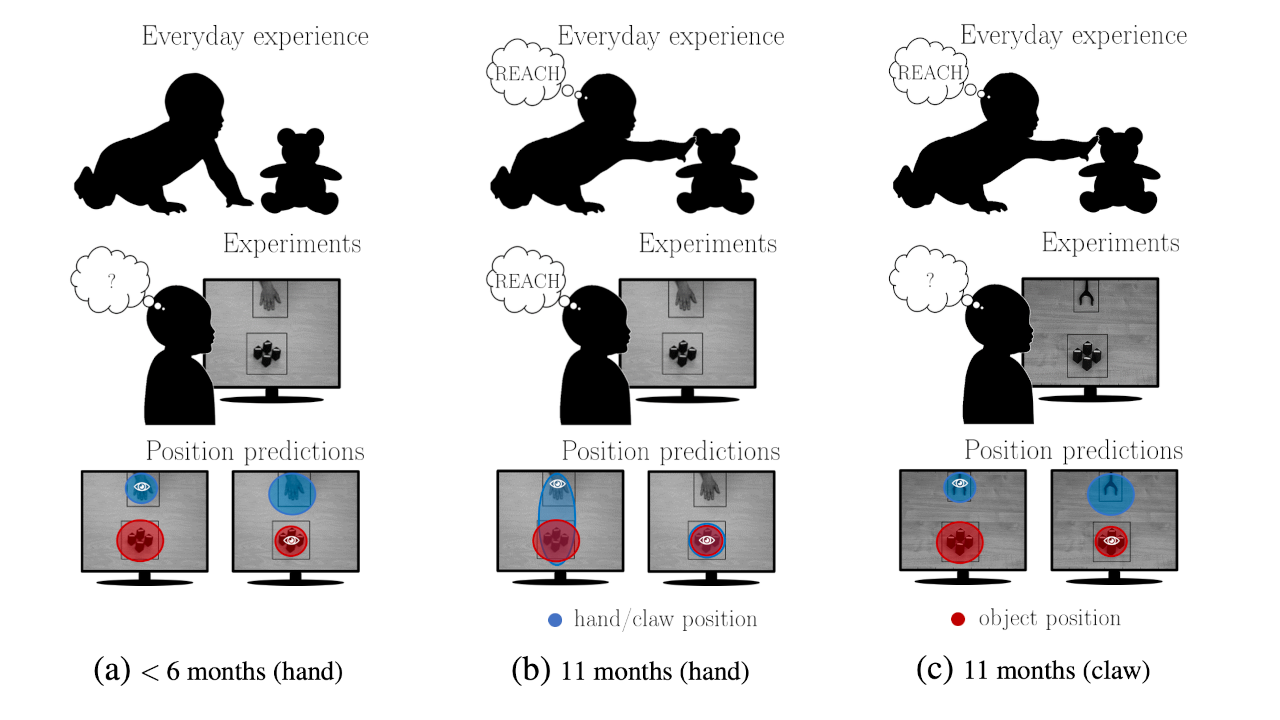 Everyday experience
Everyday experience
Everyday experience
REACH
REACH
Experiments
Experiments
Experiments
?
REACH
?
Position predictions
Position predictions
Position predictions
hand/claw position
object position
(a) < 6 months (hand)
(b) 11 months (hand)
(c) 11 months (claw)